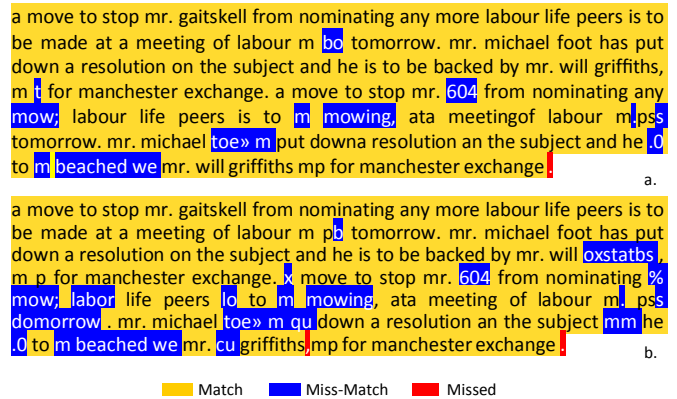 a move to stop mr. gaitskell from nominating any more labour life peers is to
be made at a meeting of labour m bo tomorrow. mr. michael foot has put
down a resolution on the subject and he is to be backed by mr. will griffiths,
m t for manchester exchange. a move to stop mr. 604 from nominating any
mow; labour life peers is to m mowing, ata meetingof labour m.pss
tomorrow. mr. michael toe» m put downa resolution an the subject and he .0
to m beached we mr. will griffiths mp for manchester exchange .
a.
a move to stop mr. gaitskell from nominating any more labour life peers is to
be made at a meeting of labour m pb tomorrow. mr. michael foot has put
down a resolution on the subject and he is to be backed by mr. will oxstatbs ,
m p for manchester exchange. x move to stop mr. 604 from nominating %
mow; labor life peers lo to m mowing, ata meeting of labour m. pss
domorrow . mr. michael toe» m qu down a resolution an the subject mm he
.0 to m beached we mr. cu griffiths,mp for manchester exchange .
b.
Match Miss-Match Missed